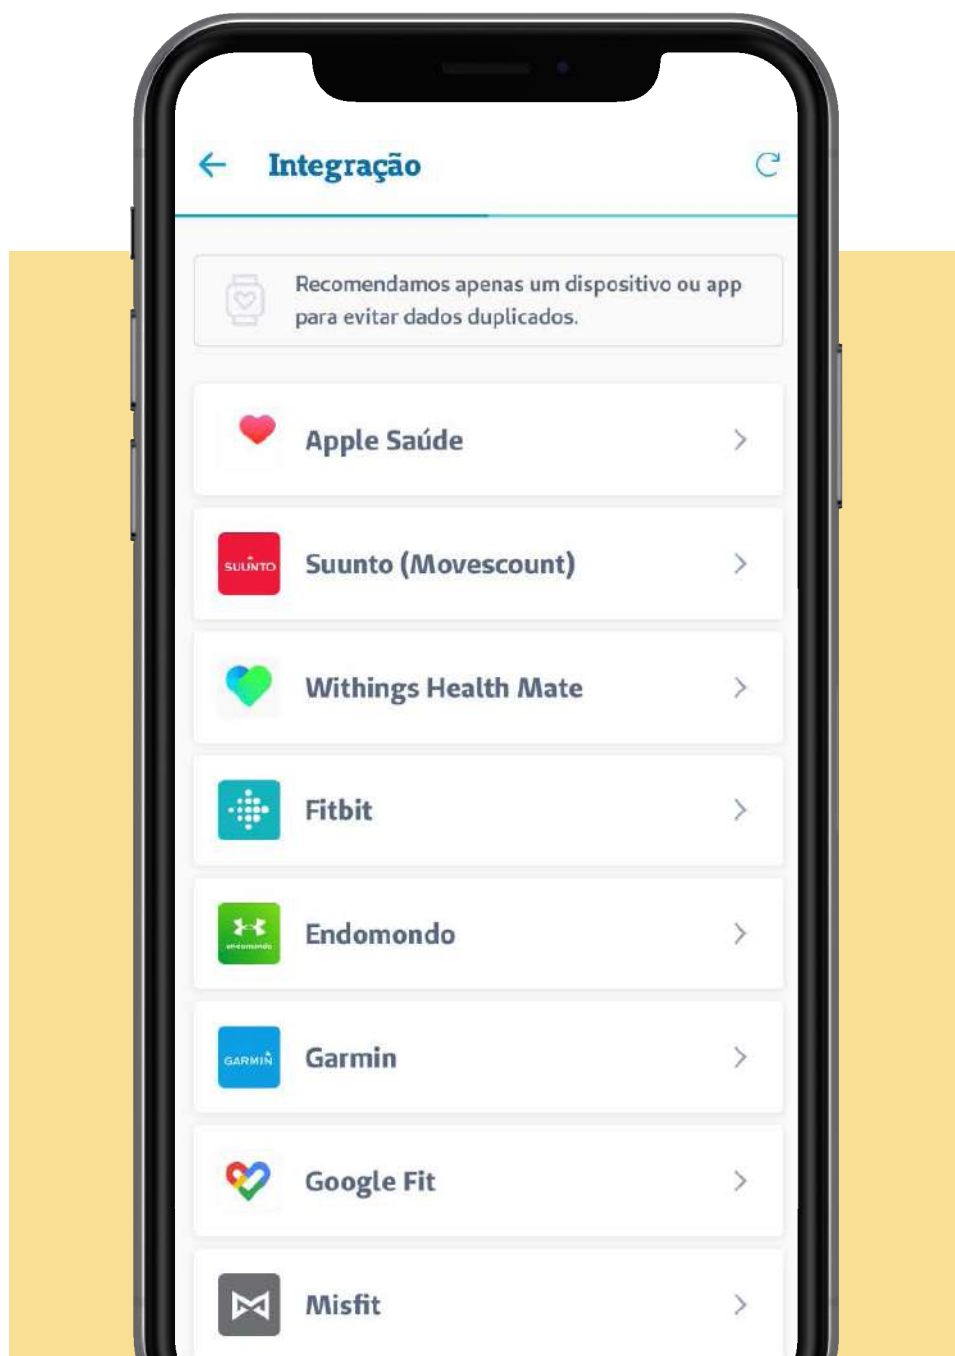 Integração
Recomendamos apenas um dispositivo ou app
para evitar dados duplicados.
Apple Saúde
SUUNTO
Suunto (Movescount)
Withings Health Mate
Fitbit
endomondo
Endomondo
GARMIN
Garmin
Google Fit
Misfit